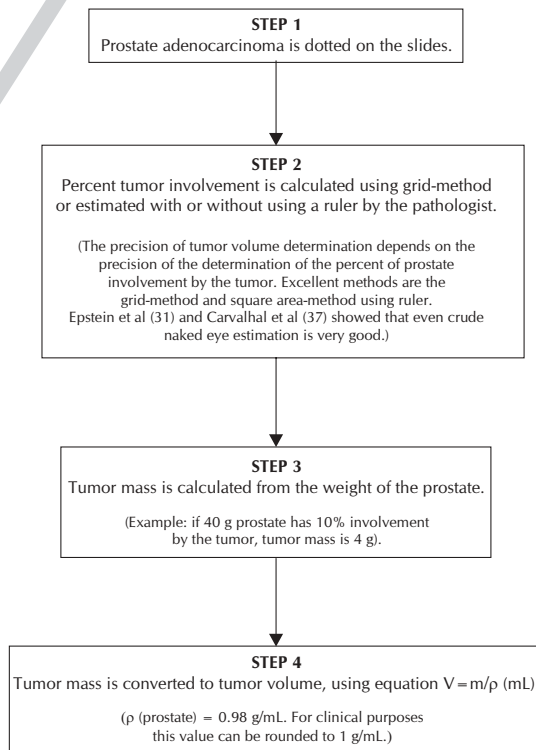 STEP 1
Prostate adenocarcinoma is dotted on the slides.
STEP 2
Percent tumor involvement is calculated using grid-method
or estimated with or without using a ruler by the pathologist.
(The precision of tumor volume determination depends on the
precision of the determination of the percent of prostate
involvement by the tumor. Excellent methods are the
grid-method and square area-method using ruler.
Epstein et al (31) and Carvalhal et al (37) showed that even crude
naked eye estimation is very good.)
STEP 3
Tumor mass is calculated from the weight of the prostate.
(Example: if 40 g prostate has 10% involvement
by the tumor, tumor mass is 4 g).
STEP 4
Tumor mass is converted to tumor volume, using equation V=m/ρ (mL)
(ρ (prostate) = 0.98 g/mL. For clinical purposes
this value can be rounded to 1 g/mL.)